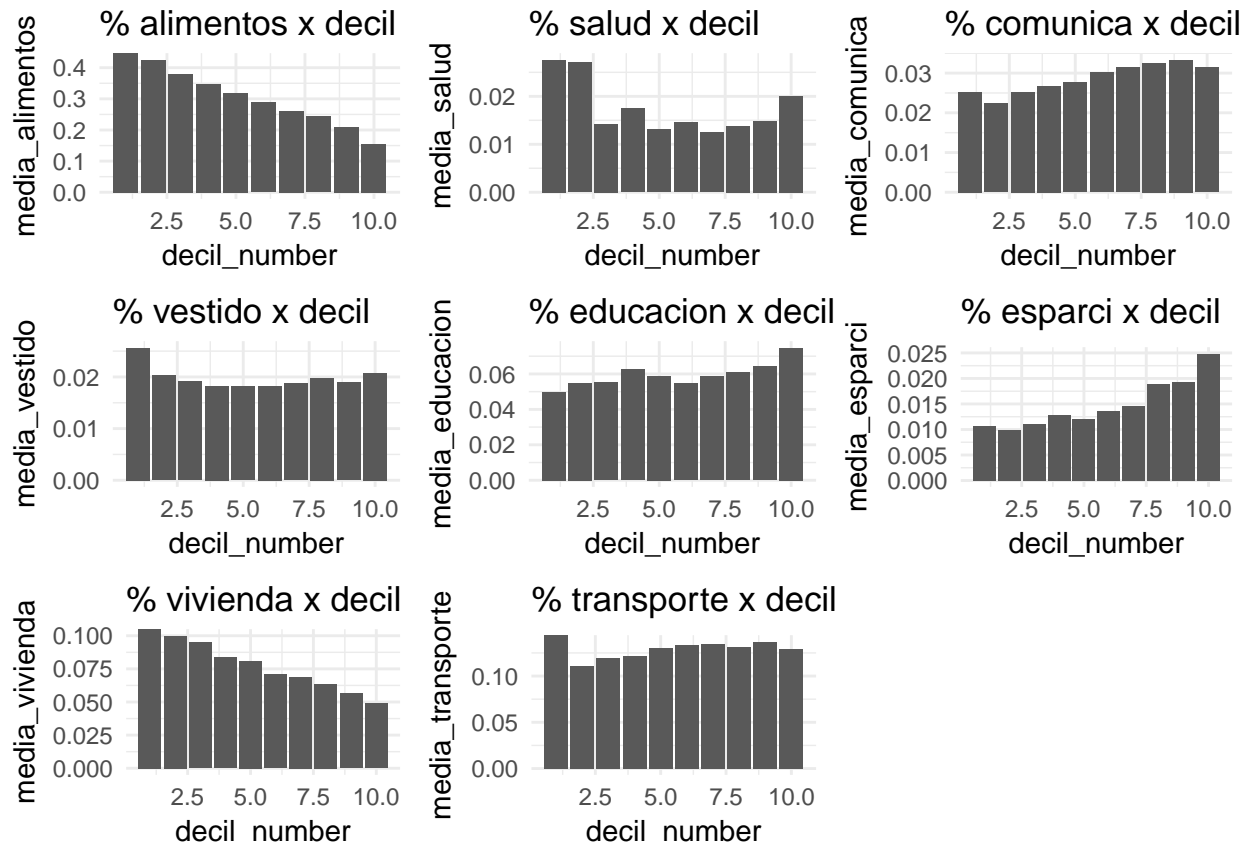 % alimentos x decil
media_alimentos
0.4
0.3
0.2
0.1
0.0
2.5 5.0 7.5 10.0
decil_number
% salud x decil
media_salud
0.02
0.01
0.00
2.5 5.0 7.5 10.0
decil_number
% comunica x decil
media_comunica
0.03
0.02
0.01
0.00
2.5 5.0 7.5 10.0
decil_number
% vestido x decil
media_vestido
0.02
0.01
0.00
2.5 5.0 7.5 10.0
decil_number
% educacion x decil
media_educacion
0.06
0.04
0.02
0.00
2.5 5.0 7.5 10.0
decil_number
% esparci x decil
media_esparci
0.025
0.020
0.015
0.010
0.005
0.000
2.5 5.0 7.5 10.0
decil_number
% vivienda x decil
media_vivienda
0.100
0.075
0.050
0.025
0.000
2.5 5.0 7.5 10.0
decil_number
% transporte x decil
media_transporte
0.10
0.05
0.00
2.5 5.0 7.5 10.0
decil_number